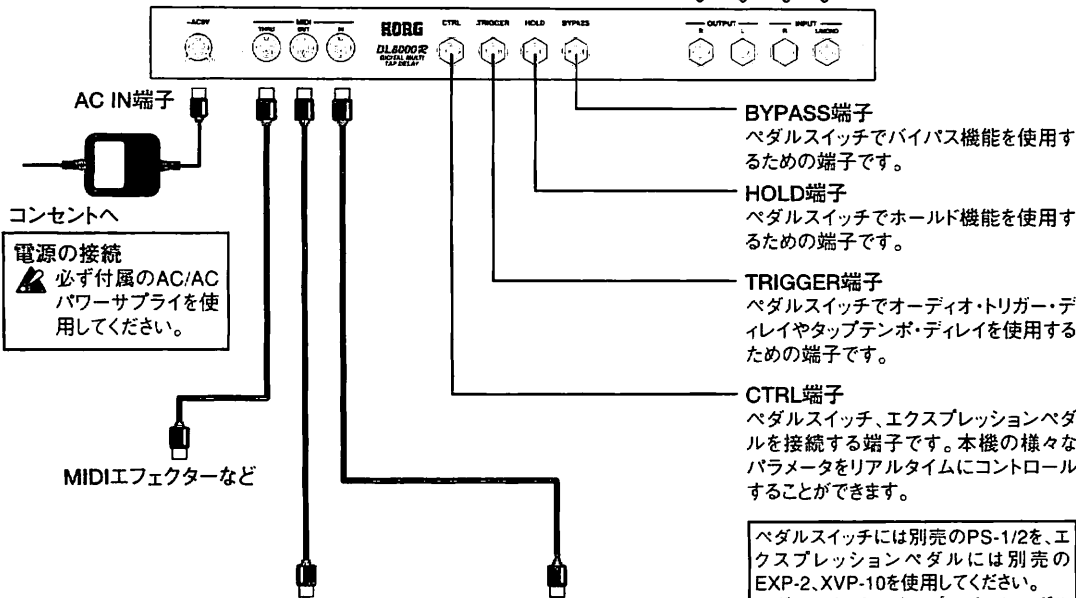 AC9V
MIDI
THRU OUT IN
KORG
DL8000R
DIGITAL MULTI
TAP DELAY
CTRL TRIGGER HOLD BYPASS
OUTPUT
R L
INPUT
R L/MONO
AC IN端子
コンセントへ
電源の接続
必ず付属のAC/AC
パワーサプライを使
用してください。
MIDIエフェクターなど
BYPASS端子
ペダルスイッチでバイパス機能を使用す
るための端子です。
HOLD端子
ペダルスイッチでホールド機能を使用す
るための端子です。
TRIGGER端子
ペダルスイッチでオーディオ・トリガー・デ
ィレイやタップテンポ・ディレイを使用する
ための端子です。
CTRL端子
ペダルスイッチ、エクスプレッションペダ
ルを接続する端子です。本機の様々な
パラメータをリアルタイムにコントロール
することができます。
ペダルスイッチには別売のPS-1/2を、エ
クスプレッションペダルには別売の
EXP-2、XVP-10を使用してください。